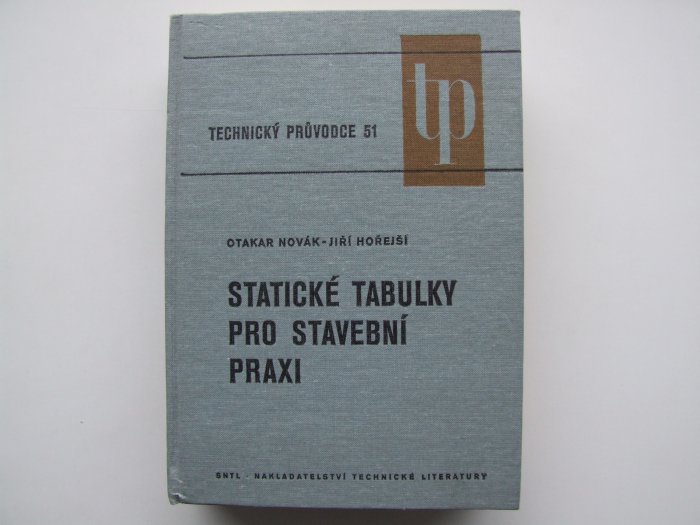 tp
TECHNICKÝ PRŮVODCE 51
OTAKAR NOVÁK-JIŘÍ HOŘEJŠÍ
STATICKÉ TABULKY
PRO STAVEBNÍ
PRAXI
SNTL - NAKLADATELSTVÍ TECHNICKÉ LITERATURY